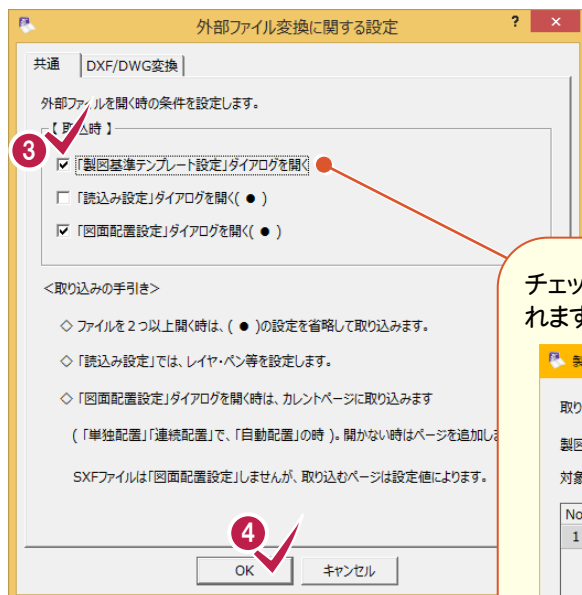 外部ファイル変換に関する設定
? ×
共通 DXF/DWG変換
外部ファイルを開く時の条件を設定します。
【 取込時 】
3
「製図基準テンプレート設定」ダイアログを開く
「読込み設定」ダイアログを開く( ● )
「図面配置設定」ダイアログを開く( ● )
<取り込みの手引き>
◇ ファイルを2つ以上開く時は、( ● )の設定を省略して取り込みます。
◇「読込み設定」では、レイヤ・ペン等を設定します。
◇「図面配置設定」ダイアログを開く時は、カレントページに取り込みます
(「単独配置」「連続配置」で、「自動配置」の時 )。開かない時はページを追加しま
SXFファイルは「図面配置設定」しませんが、取り込むページは設定値によります。
4
OK キャンセル
チェッ
れます
製
取り
製図
対象
No
1